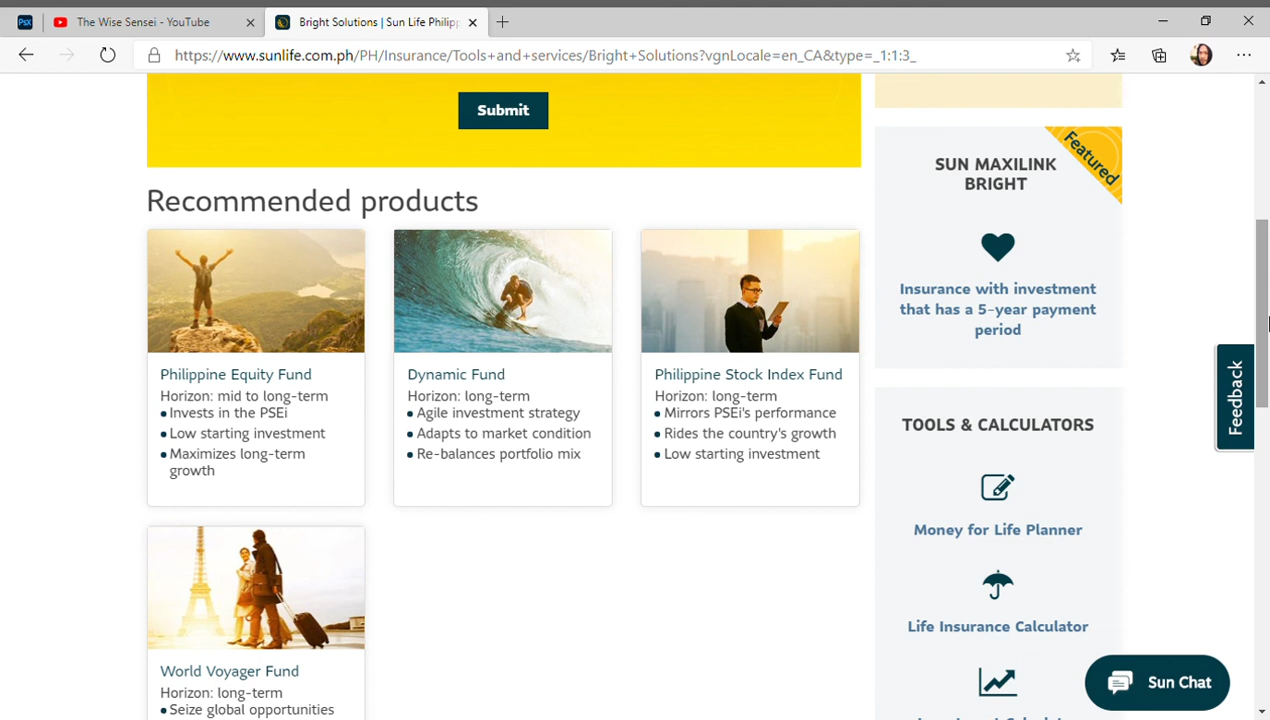 The Wise Sensei - YouTube
Bright Solutions | Sun Life Philipp
https://www.sunlife.com.ph/PH/Insurance/Tools+and+services/Bright+Solutions?vgnLocale=en_CA&type=_1:1:3_
Submit
Recommended products
Philippine Equity Fund
Horizon: mid to long-term
• Invests in the PSEi
• Low starting investment
• Maximizes long-term
growth
Dynamic Fund
Horizon: long-term
• Agile investment strategy
• Adapts to market condition
• Re-balances portfolio mix
Philippine Stock Index Fund
Horizon: long-term
• Mirrors PSEi's performance
• Rides the country's growth
• Low starting investment
World Voyager Fund
Horizon: long-term
• Seize global opportunities
Featured
SUN MAXILINK
BRIGHT
Insurance with investment
that has a 5-year payment
period
TOOLS & CALCULATORS
Money for Life Planner
Life Insurance Calculator
Feedback
Sun Chat